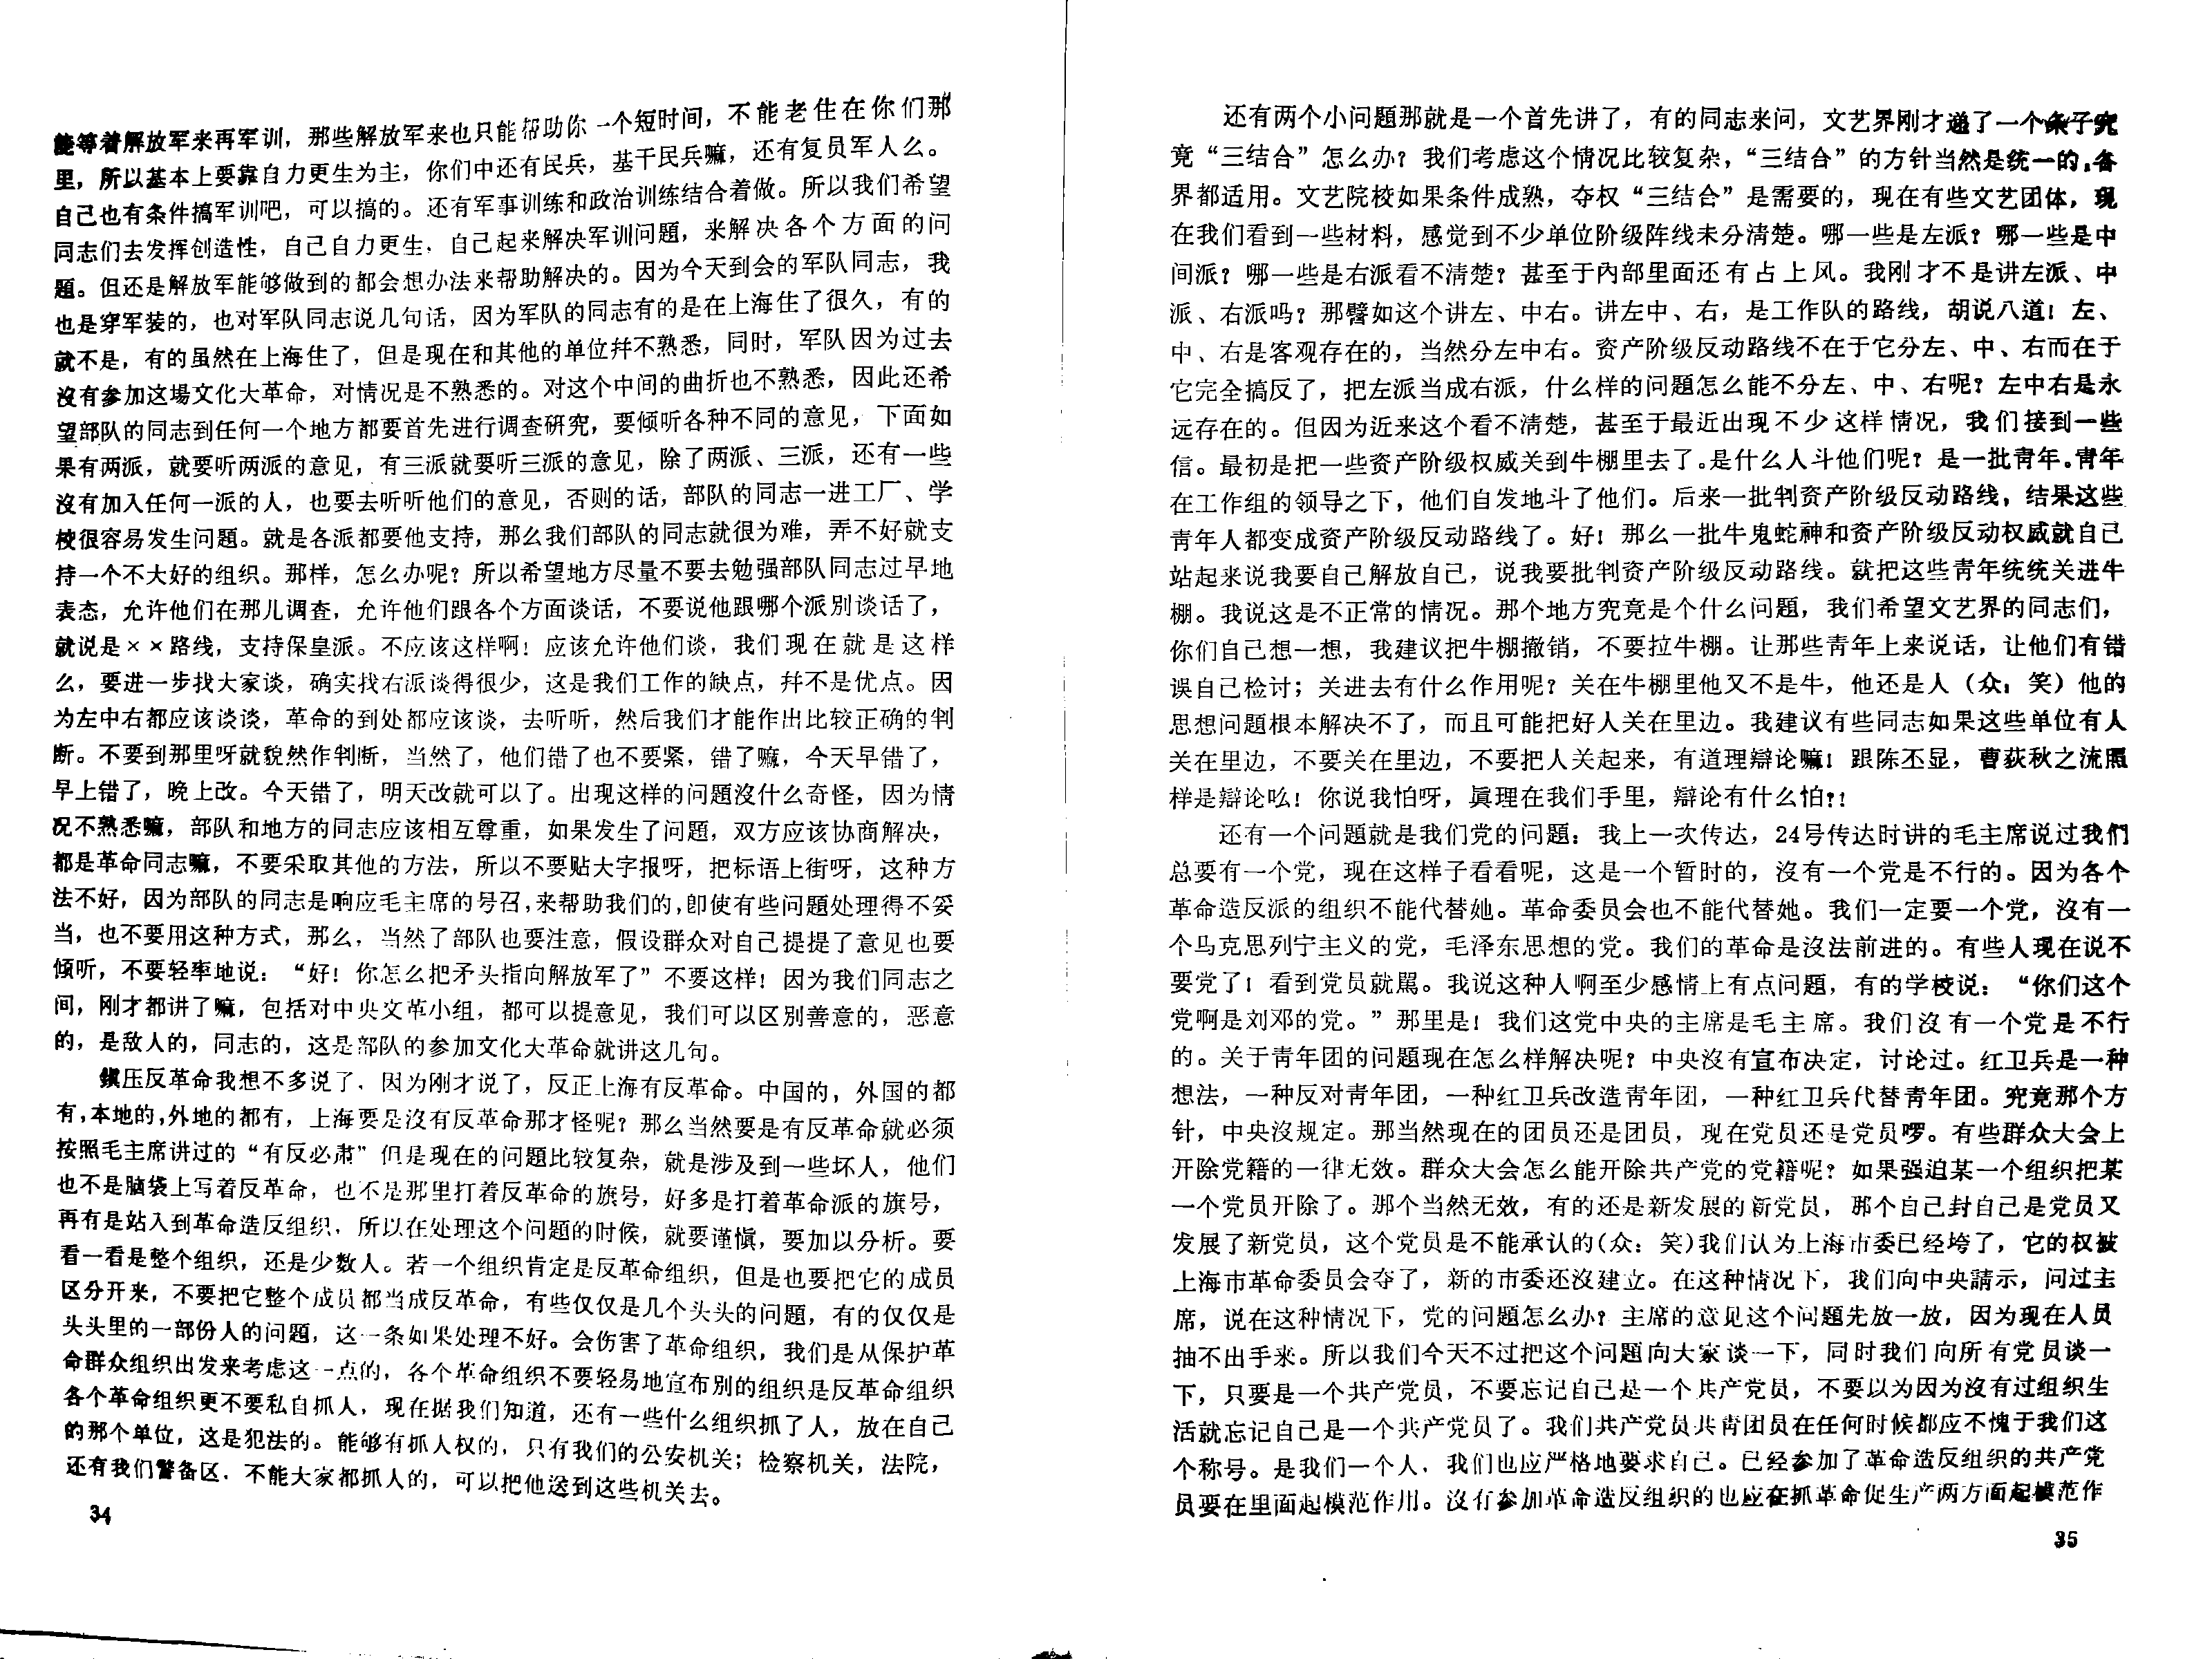 能等着解放军来再军训，那些解放军来也只能帮助你一个短时间，不能老住在你们那
里，所以基本上要靠自力更生为主，你们中还有民兵，基干民兵嘛，还有复员军人么。
自己也有条件搞军训吧，可以搞的。还有军事训练和政治训练结合着做。所以我们希望
同志们去发挥创造性，自己自力更生，自己起来解决军训问题，来解决各个方面的问
题。但还是解放军能够做到的都会想办法来帮助解决的。因为今天到会的军队同志，我
也是穿军装的，也对军队同志说几句话，因为军队的同志有的是在上海住了很久，有的
就不是，有的虽然在上海住了，但是现在和其他的单位幷不熟悉，同时，军队因为过去
沒有参加这場文化大革命，对情况是不熟悉的。对这个中间的曲折也不熟悉，因此还希
望部队的同志到任何一个地方都要首先进行调查研究，要倾听各种不同的意见，下面如
果有两派，就要听两派的意见，有三派就要听三派的意见，除了两派、三派，还有一些
沒有加入任何一派的人，也要去听听他们的意见，否则的话，部队的同志一进工厂、学
校很容易发生问题。就是各派都要他支持，那么我们部队的同志就很为难，弄不好就支
持一个不大好的组织。那样，怎么办呢？所以希望地方尽量不要去勉强部队同志过早地
表态，允许他们在那儿调查，允许他们跟各个方面谈话，不要说他跟哪个派别谈话了，
就说是××路线，支持保皇派。不应该这样啊！应该允许他们谈，我们现在就是这样
么，要进一步找大家谈，确实找右派谈得很少，这是我们工作的缺点，幷不是优点。因
为左中右都应该谈谈，革命的到处都应该谈，去听听，然后我们才能作出比较正确的判
断。不要到那里呀就貌然作判断，当然了，他们错了也不要紧，错了嘛，今天早错了，
早上错了，晚上改。今天错了，明天改就可以了。出现这样的问题沒什么奇怪，因为情
况不熟悉嘛，部队和地方的同志应该相互尊重，如果发生了问题，双方应该协商解决，
都是革命同志嘛，不要采取其他的方法，所以不要贴大字报呀，把标语上街呀，这种方
法不好，因为部队的同志是响应毛主席的号召，来帮助我们的，即使有些问题处理得不妥
当，也不要用这种方式，那么，当然了部队也要注意，假设群众对自己提提了意见也要
倾听，不要轻率地说：“好！你怎么把矛头指向解放军了”不要这样！因为我们同志之
间，刚才都讲了嘛，包括对中央文革小组，都可以提意见，我们可以区别善意的，恶意
的，是敌人的，同志的，这是部队的参加文化大革命就讲这几句。
镇压反革命我想不多说了，因为刚才说了，反正上海有反革命。中国的，外国的都
有，本地的，外地的都有，上海要是沒有反革命那才怪呢？那么当然要是有反革命就必须
按照毛主席讲过的“有反必肃”但是现在的问题比较复杂，就是涉及到一些坏人，他们
也不是脑袋上写着反革命，也不是那里打着反革命的旗号，好多是打着革命派的旗号，
再有是站入到革命造反组织，所以在处理这个问题的时候，就要谨慎，要加以分析。要
看一看是整个组织，还是少数人。若一个组织肯定是反革命组织，但是也要把它的成员
区分开来，不要把它整个成员都当成反革命，有些仅仅是几个头头的问题，有的仅仅是
头头里的一部份人的问题，这一条如果处理不好。会伤害了革命组织，我们是从保护革
命群众组织出发来考虑这一点的，各个革命组织不要轻易地宣布别的组织是反革命组织
各个革命组织更不要私自抓人，现在据我们知道，还有一些什么组织抓了人，放在自己
的那个单位，这是犯法的。能够有抓人权的，只有我们的公安机关；检察机关，法院，
还有我们警备区．不能大家都抓人的，可以把他送到这些机关去。
34
还有两个小问题那就是一个首先讲了，有的同志来问，文艺界刚才递了一个条子究
竟“三结合”怎么办？我们考虑这个情况比较复杂，“三结合”的方针当然是统一的，各
界都适用。文艺院校如果条件成熟，夺权“三结合”是需要的，现在有些文艺团体，现
在我们看到一些材料，感觉到不少单位阶级阵线未分清楚。哪一些是左派？哪一些是中
间派？哪一些是右派看不清楚？甚至于内部里面还有占上风。我刚才不是讲左派、中
派、右派吗？那譬如这个讲左、中右。讲左中、右，是工作队的路线，胡说八道！左、
中、右是客观存在的，当然分左中右。资产阶级反动路线不在于它分左、中、右而在于
它完全搞反了，把左派当成右派，什么样的问题怎么能不分左、中、右呢？左中右是永
远存在的。但因为近来这个看不清楚，甚至于最近出现不少这样情况，我们接到一些
信。最初是把一些资产阶级权威关到牛棚里去了。是什么人斗他们呢？是一批青年。青年
在工作组的领导之下，他们自发地斗了他们。后来一批判资产阶级反动路线，结果这些
青年人都变成资产阶级反动路线了。好！那么一批牛鬼蛇神和资产阶级反动权威就自己
站起来说我要自己解放自己，说我要批判资产阶级反动路线。就把这些青年统统关进牛
棚。我说这是不正常的情况。那个地方究竟是个什么问题，我们希望文艺界的同志们，
你们自己想一想，我建议把牛棚撤销，不要拉牛棚。让那些青年上来说话，让他们有错
误自己检讨；关进去有什么作用呢？关在牛棚里他又不是牛，他还是人（众：笑）他的
思想问题根本解决不了，而且可能把好人关在里边。我建议有些同志如果这些单位有人
关在里边，不要关在里边，不要把人关起来，有道理辩论嘛！跟陈丕显，曹荻秋之流照
样是辩论吆！你说我怕呀，眞理在我们手里，辩论有什么怕？！
还有一个问题就是我们党的问题：我上一次传达，24号传达时讲的毛主席说过我们
总要有一个党，现在这样子看看呢，这是一个暂时的，沒有一个党是不行的。因为各个
革命造反派的组织不能代替她。革命委员会也不能代替她。我们一定要一个党，沒有一
个马克思列宁主义的党，毛泽东思想的党。我们的革命是沒法前进的。有些人现在说不
要党了！看到党员就駡。我说这种人啊至少感情上有点问题，有的学校说：“你们这个
党啊是刘邓的党。”那里是！我们这党中央的主席是毛主席。我们沒有一个党是不行
的。关于青年团的问题现在怎么样解决呢？中央沒有宣布决定，讨论过。红卫兵是一种
想法，一种反对青年团，一种红卫兵改造青年团，一种红卫兵代替青年团。究竟那个方
针，中央沒规定。那当然现在的团员还是团员，现在党员还是党员啰。有些群众大会上
开除党籍的一律无效。群众大会怎么能开除共产党的党籍呢？如果强迫某一个组织把某
一个党员开除了。那个当然无效，有的还是新发展的新党员，那个自己封自己是党员又
发展了新党员，这个党员是不能承认的（众：笑）我们认为上海市委已经垮了，它的权被
上海市革命委员会夺了，新的市委还沒建立。在这种情况下，我们向中央請示，问过主
席，说在这种情况下，党的问题怎么办？主席的意见这个问题先放一放，因为现在人员
抽不出手来。所以我们今天不过把这个问题向大家谈一下，同时我们向所有党员谈一
下，只要是一个共产党员，不要忘记自己是一个共产党员，不要以为因为沒有过组织生
活就忘记自己是一个共产党员了。我们共产党员共青团员在任何时候都应不愧于我们这
个称号。是我们一个人，我们也应严格地要求自己。已经参加了革命造反组织的共产党
员要在里面起模范作用。沒有参加革命造反组织的也应在抓革命促生产两方面起模范作
35